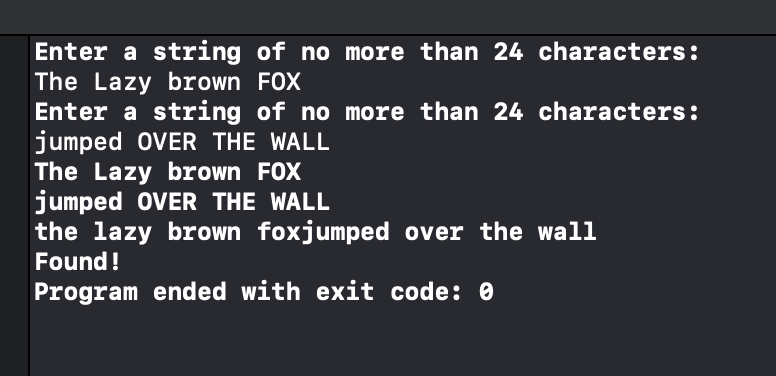 Enter a string of no more than 24 characters:
The Lazy brown FOX
Enter a string of no more than 24 characters:
jumped OVER THE WALL
The Lazy brown FOX
jumped OVER THE WALL
the lazy brown foxjumped over the wall
Found!
Program ended with exit code: 0